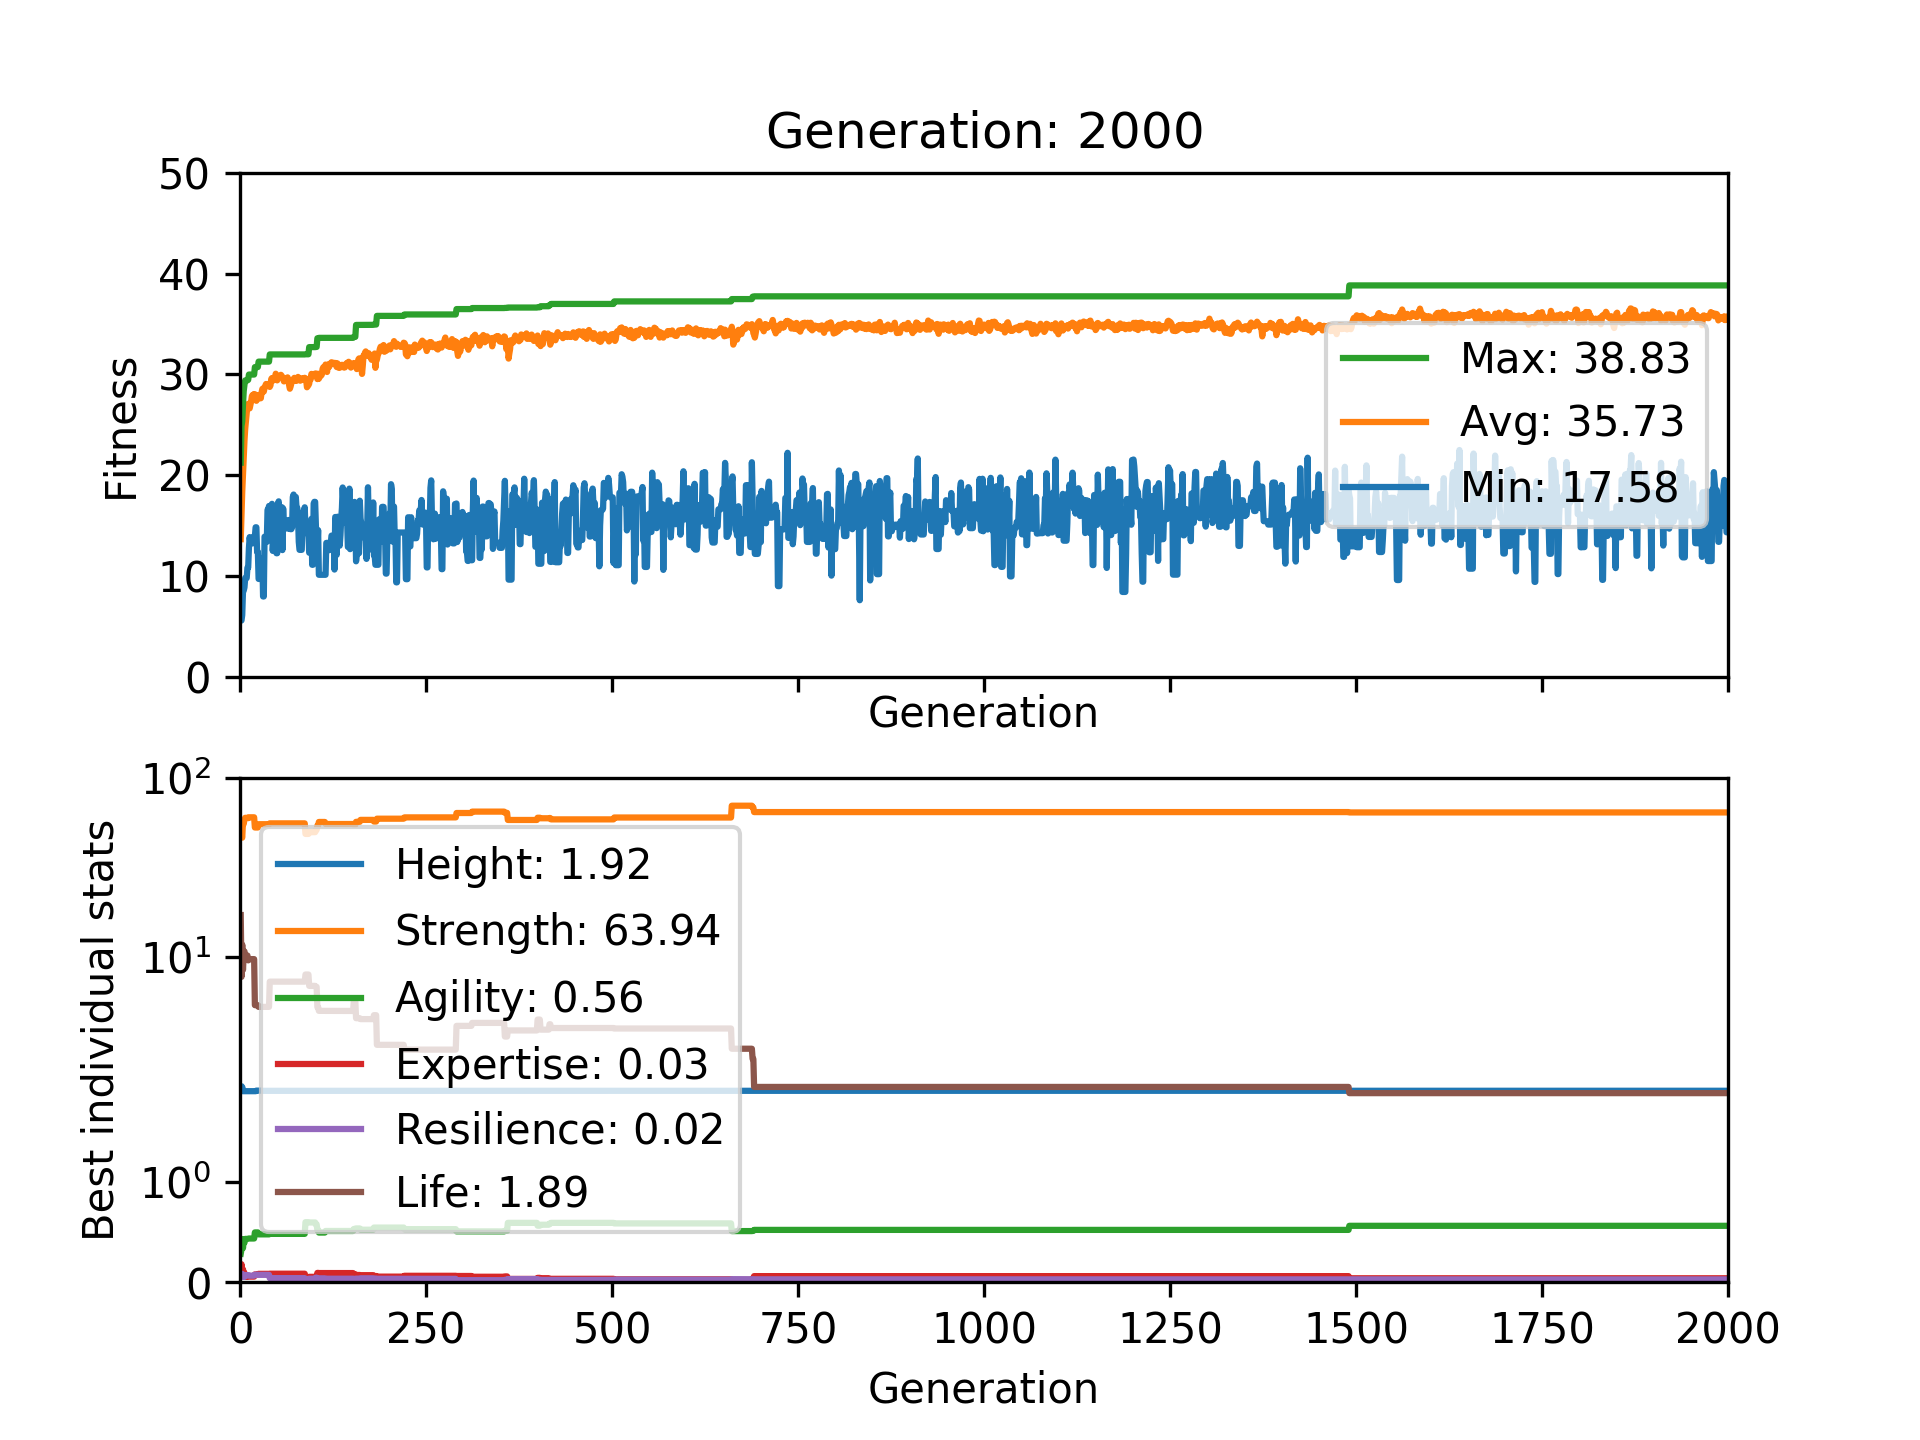 Generation: 2000
50
40
30
20
10
0
Fitness
Max: 38.83
Avg: 35.73
Min: 17.58
Generation
10²
10¹
10⁰
0
Best individual stats
Height: 1.92
Strength: 63.94
Agility: 0.56
Expertise: 0.03
Resilience: 0.02
Life: 1.89
0 250 500 750 1000 1250 1500 1750 2000
Generation